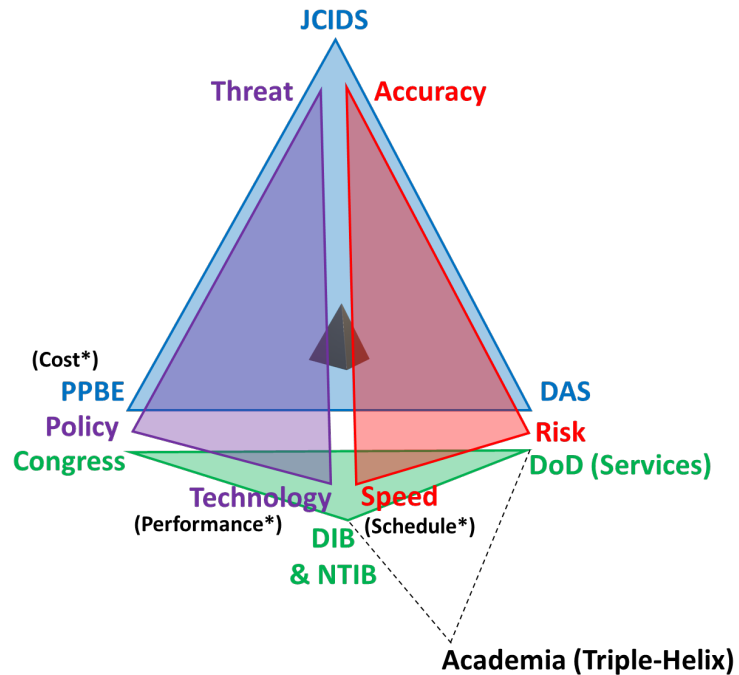 JCIDS
Threat
Accuracy
(Cost*)
PPBE
DAS
Policy
Risk
Congress
DoD (Services)
Technology
Speed
(Performance*)
(Schedule*)
DIB
& NTIB
Academia (Triple-Helix)